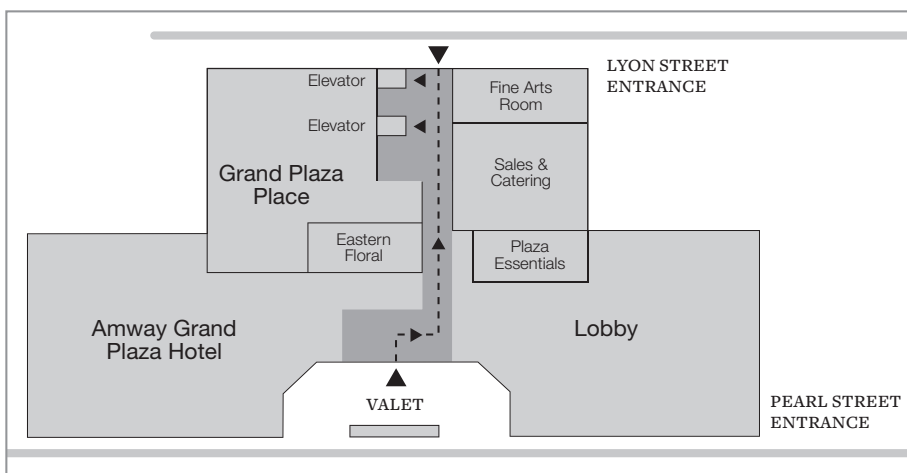 LYON STREET
ENTRANCE
Elevator
Fine Arts
Room
Elevator
Grand Plaza
Place
Sales &
Catering
Eastern
Floral
Plaza
Essentials
Amway Grand
Plaza Hotel
Lobby
VALET
PEARL STREET
ENTRANCE